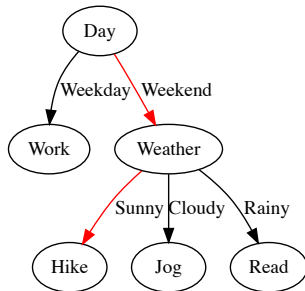 Day
Weekday Weekend
Work Weather
Sunny Cloudy Rainy
Hike Jog Read